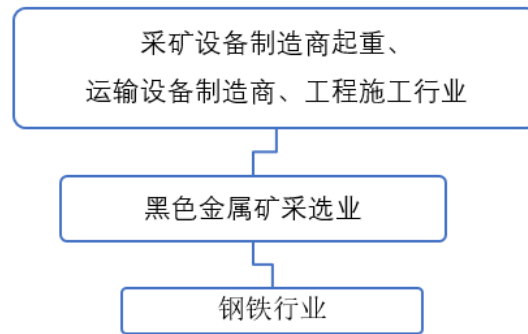 采矿设备制造商起重、
运输设备制造商、工程施工行业
黑色金属矿采选业
钢铁行业